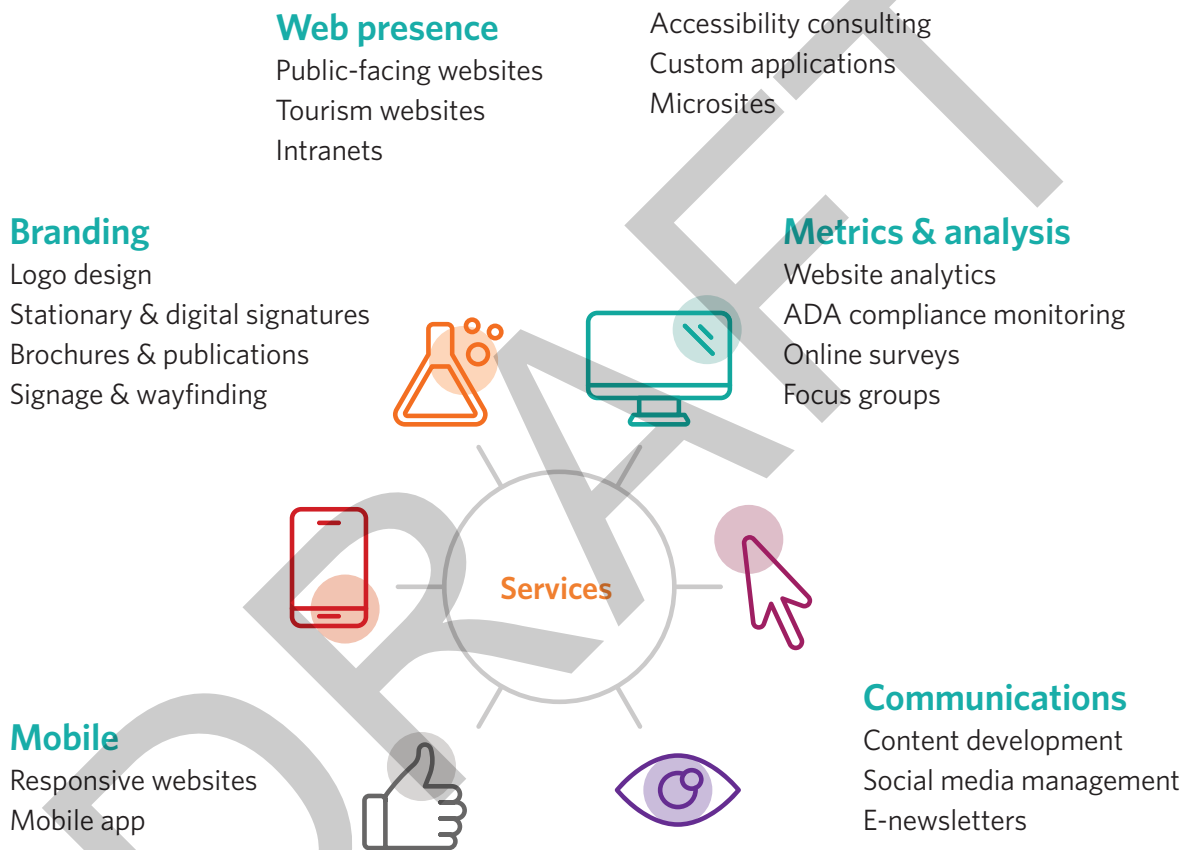 Web presence
Public-facing websites
Tourism websites
Intranets
Accessibility consulting
Custom applications
Microsites
Branding
Logo design
Stationary & digital signatures
Brochures & publications
Signage & wayfinding
Metrics & analysis
Website analytics
ADA compliance monitoring
Online surveys
Focus groups
Services
Mobile
Responsive websites
Mobile app
Communications
Content development
Social media management
E-newsletters
DRAFT